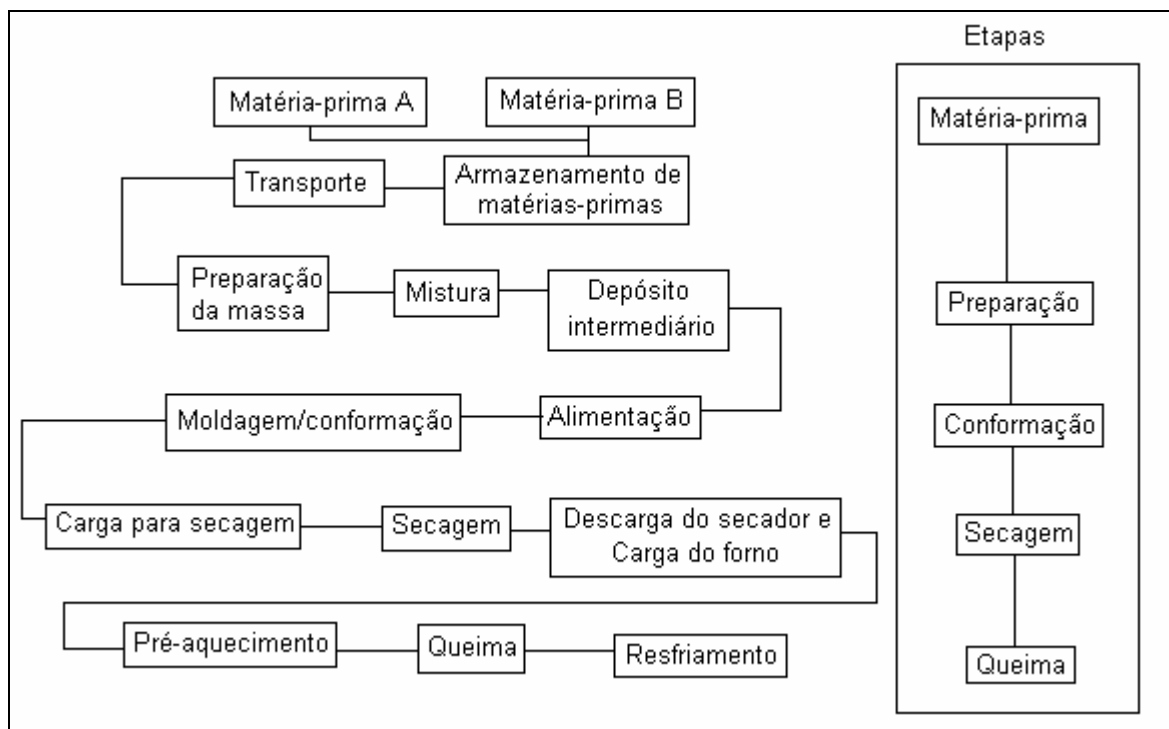 Etapas
Matéria-prima A
Matéria-prima B
Transporte
Armazenamento de
matérias-primas
Preparação
da massa
Mistura
Depósito
intermediário
Moldagem/conformação
Alimentação
Carga para secagem
Secagem
Descarga do secador e
Carga do forno
Pré-aquecimento
Queima
Resfriamento
Matéria-prima
Preparação
Conformação
Secagem
Queima